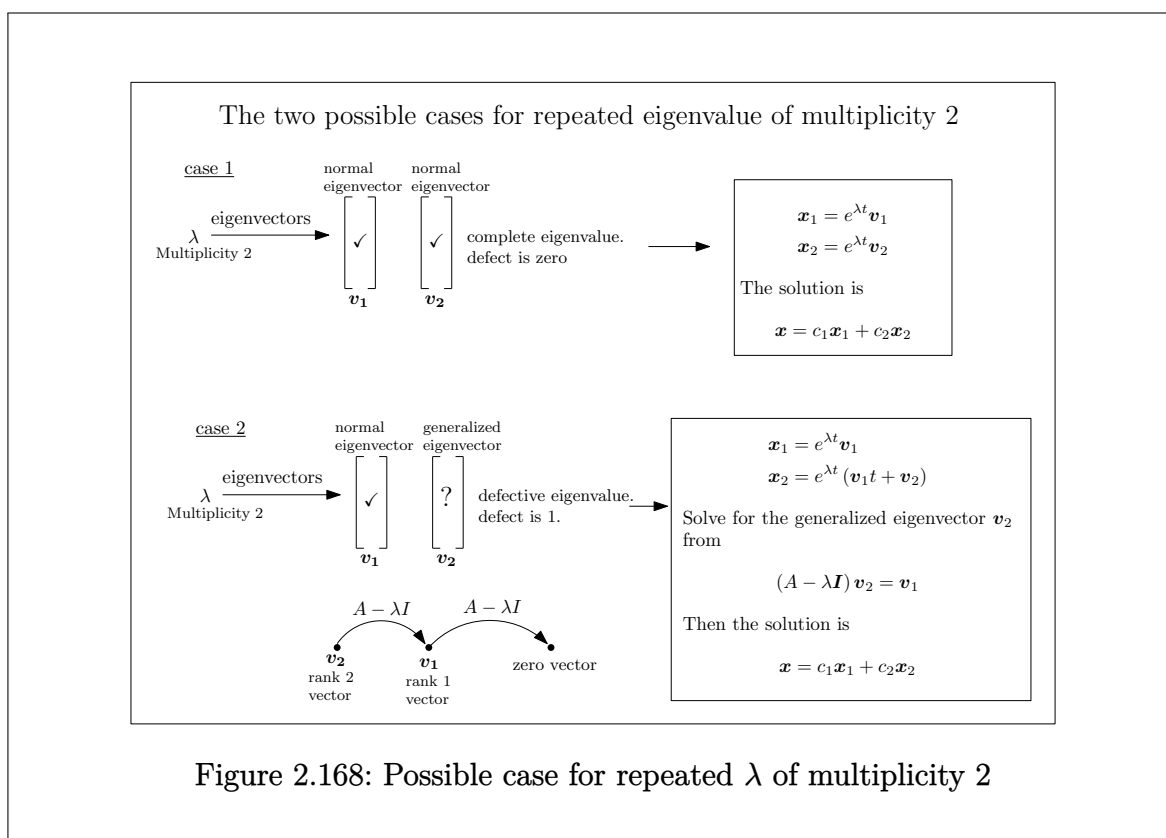 The two possible cases for repeated eigenvalue of multiplicity 2
case 1
λ
Multiplicity 2
eigenvectors
normal
eigenvector
✓
v₁
normal
eigenvector
✓
v₂
complete eigenvalue.
defect is zero
x₁ = e^{λt}v₁
x₂ = e^{λt}v₂
The solution is
x = c₁x₁ + c₂x₂
case 2
λ
Multiplicity 2
eigenvectors
normal
eigenvector
✓
v₁
generalized
eigenvector
?
v₂
defective eigenvalue.
defect is 1.
x₁ = e^{λt}v₁
x₂ = e^{λt} (v₁t + v₂)
Solve for the generalized eigenvector v₂
from
(A − λI) v₂ = v₁
Then the solution is
x = c₁x₁ + c₂x₂
A − λI
A − λI
v₂
rank 2
vector
v₁
rank 1
vector
zero vector
Figure 2.168: Possible case for repeated λ of multiplicity 2